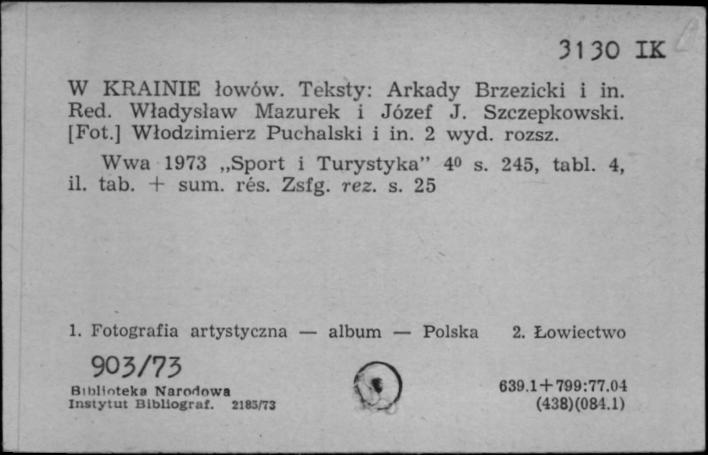 3130 IK
W KRAINIE łowów. Teksty: Arkady Brzezicki i in.
Red. Władysław Mazurek i Józef J. Szczepkowski.
[Fot.] Włodzimierz Puchalski i in. 2 wyd. rozsz.
Wwa 1973 „Sport i Turystyka” 4⁰ s. 245, tabl. 4,
il. tab. + sum. rés. Zsfg. rez. s. 25
1. Fotografia artystyczna — album — Polska 2. Łowiectwo
903/73
Biblioteka Narodowa
Instytut Bibliograf. 2185/73
639.1+799:77.04
(438)(084.1)